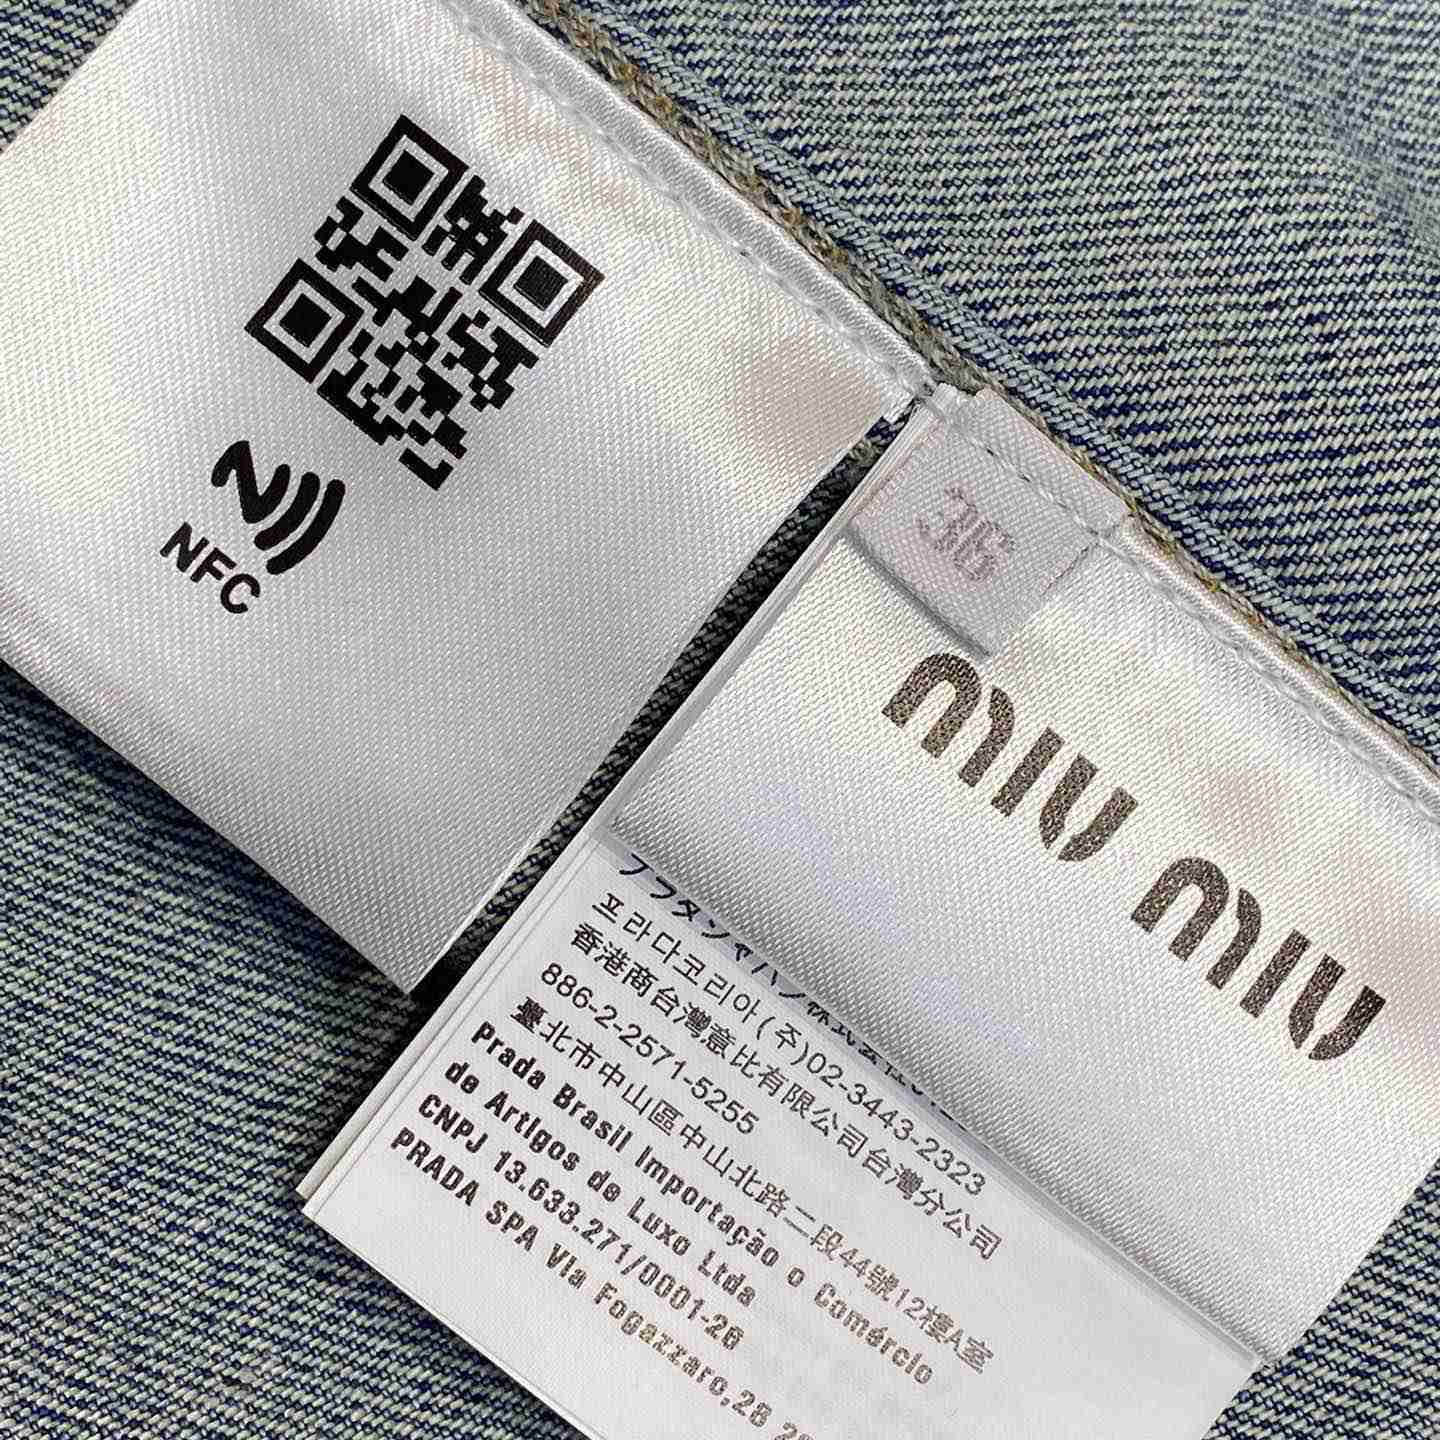 NFC
36
miu miu
프라다코리아(주)02-3443-2323
香港商台灣意比有限公司台灣分公司
886-2-2571-5255
臺北市中山區中山北路二段44號12樓A室
Prada Brasil Importação e Comércio
de Artigos de Luxo Ltda
CNPJ 13.633.271/0001-26
PRADA SPA Via Fogazzaro,28